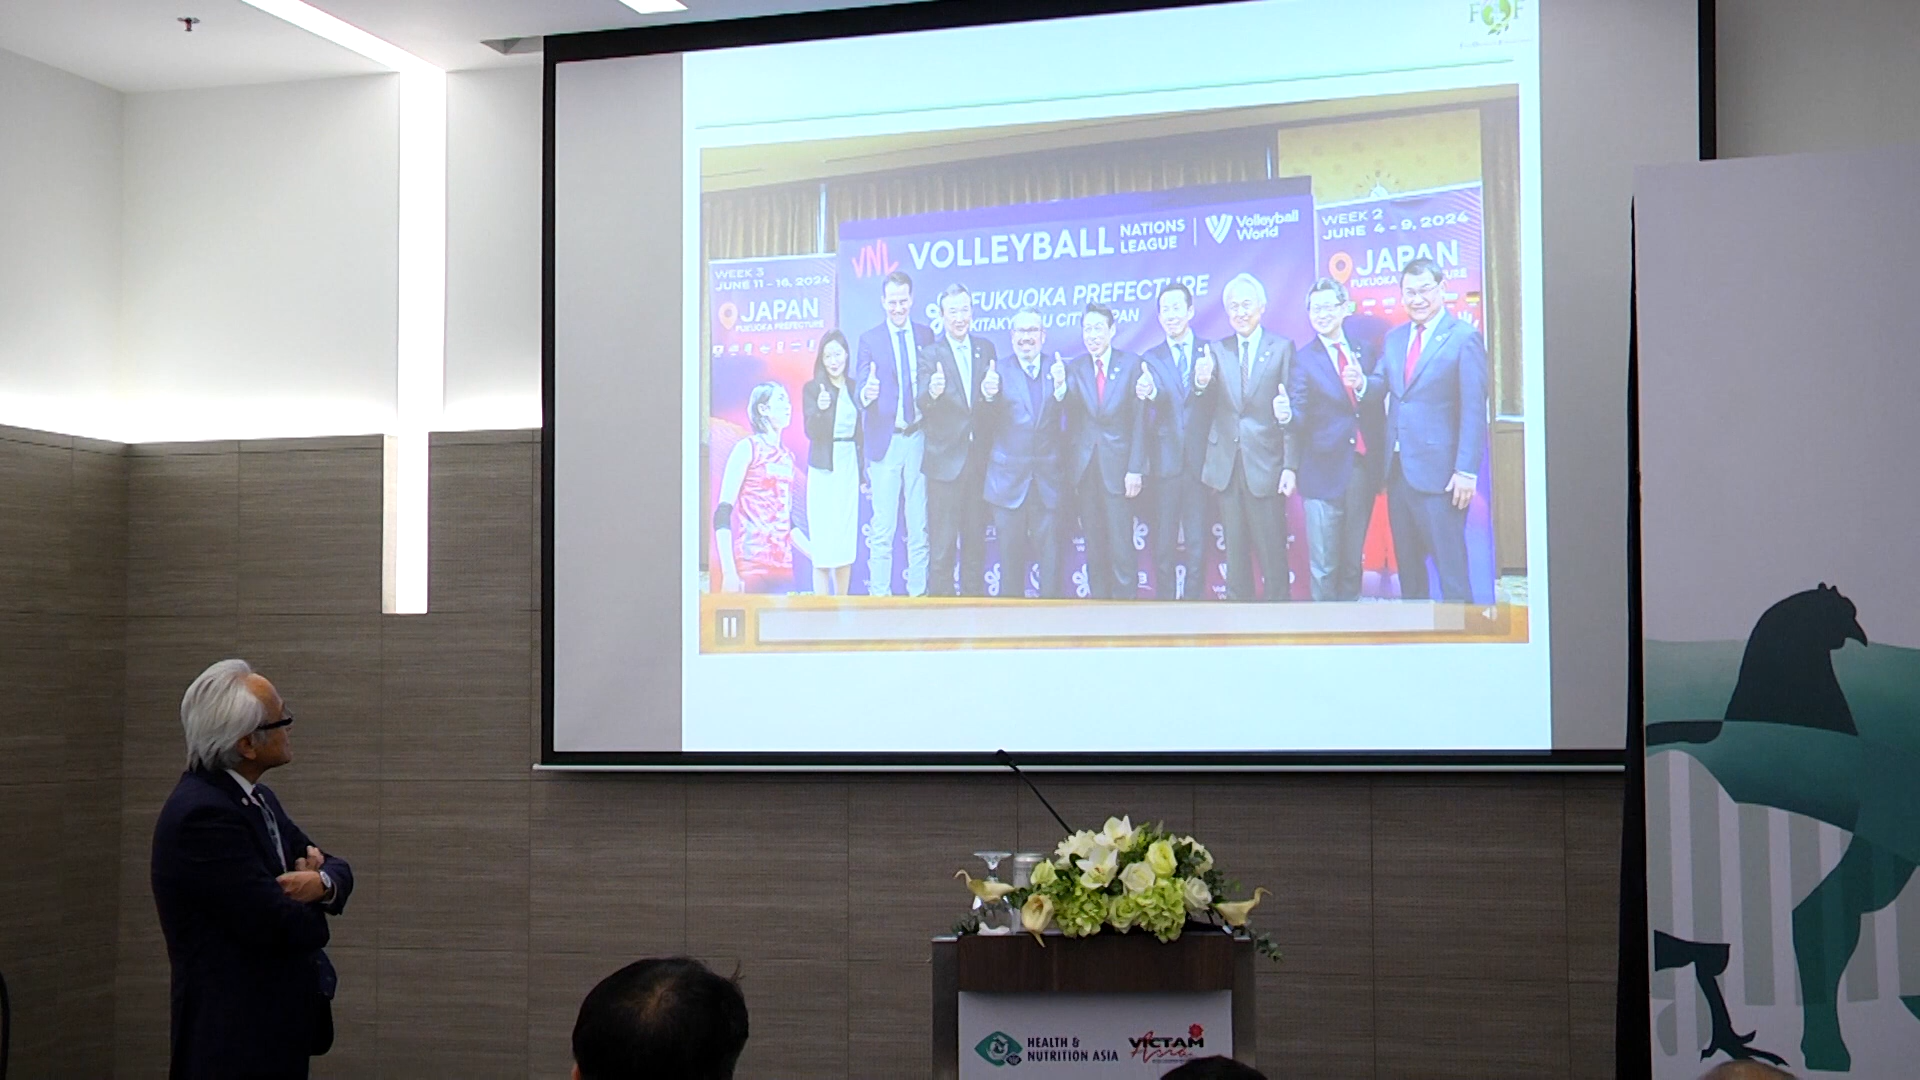 F F
VNL VOLLEYBALL NATIONS LEAGUE
Volleyball World
FUKUOKA PREFECTURE
WEEK 3
JUNE 11 - 16, 2024
JAPAN
FUKUOKA PREFECTURE
WEEK 2
JUNE 4 - 9, 2024
JAPAN
HEALTH &
NUTRITION ASIA
VICTAM
Asia